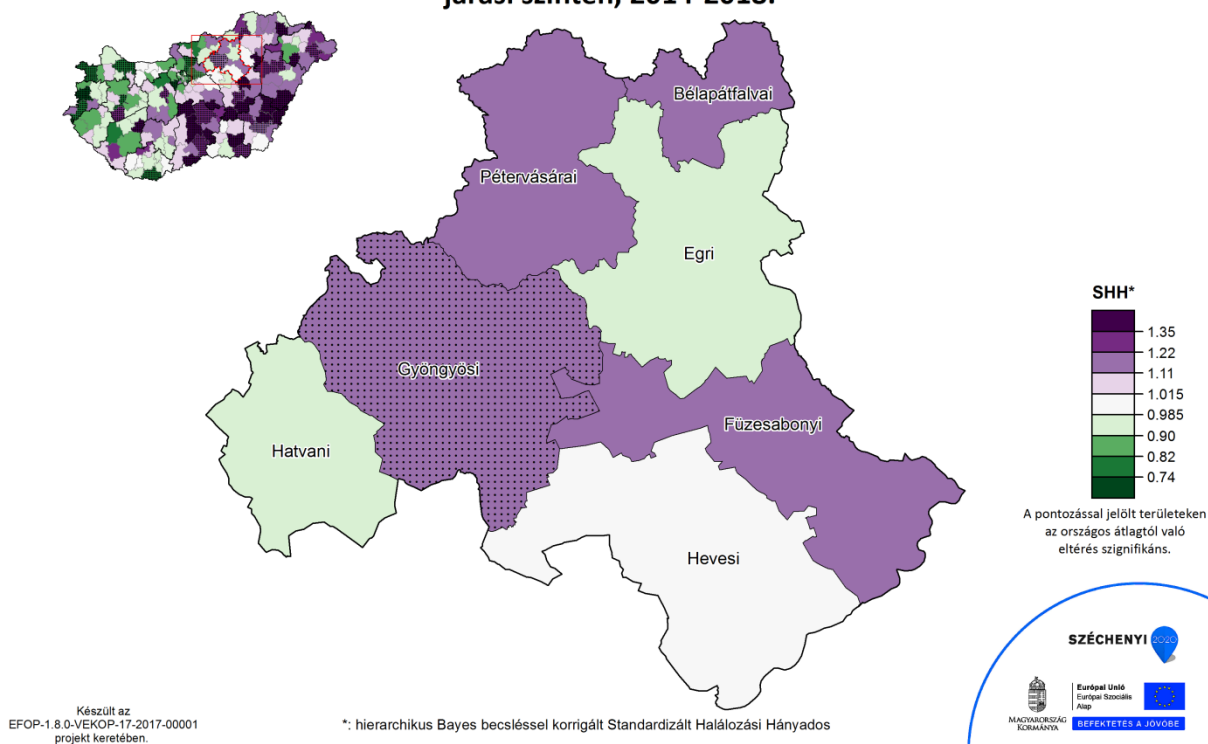 járási szinten, 2014-2018.
Bélapátfalvai
Pétervásárai
Egri
Gyöngyösi
Füzesabonyi
Hatvani
Hevesi
SHH*
1.35
1.22
1.11
1.015
0.985
0.90
0.82
0.74
A pontozással jelölt területeken
az országos átlagtól való
eltérés szignifikáns.
SZÉCHENYI 2020
MAGYARORSZÁG
KORMÁNYA
Európai Unió
Európai Szociális
Alap
BEFEKTETÉS A JÖVŐBE
Készült az
EFOP-1.8.0-VEKOP-17-2017-00001
projekt keretében.
*: hierarchikus Bayes becsléssel korrigált Standardizált Halálozási Hányados